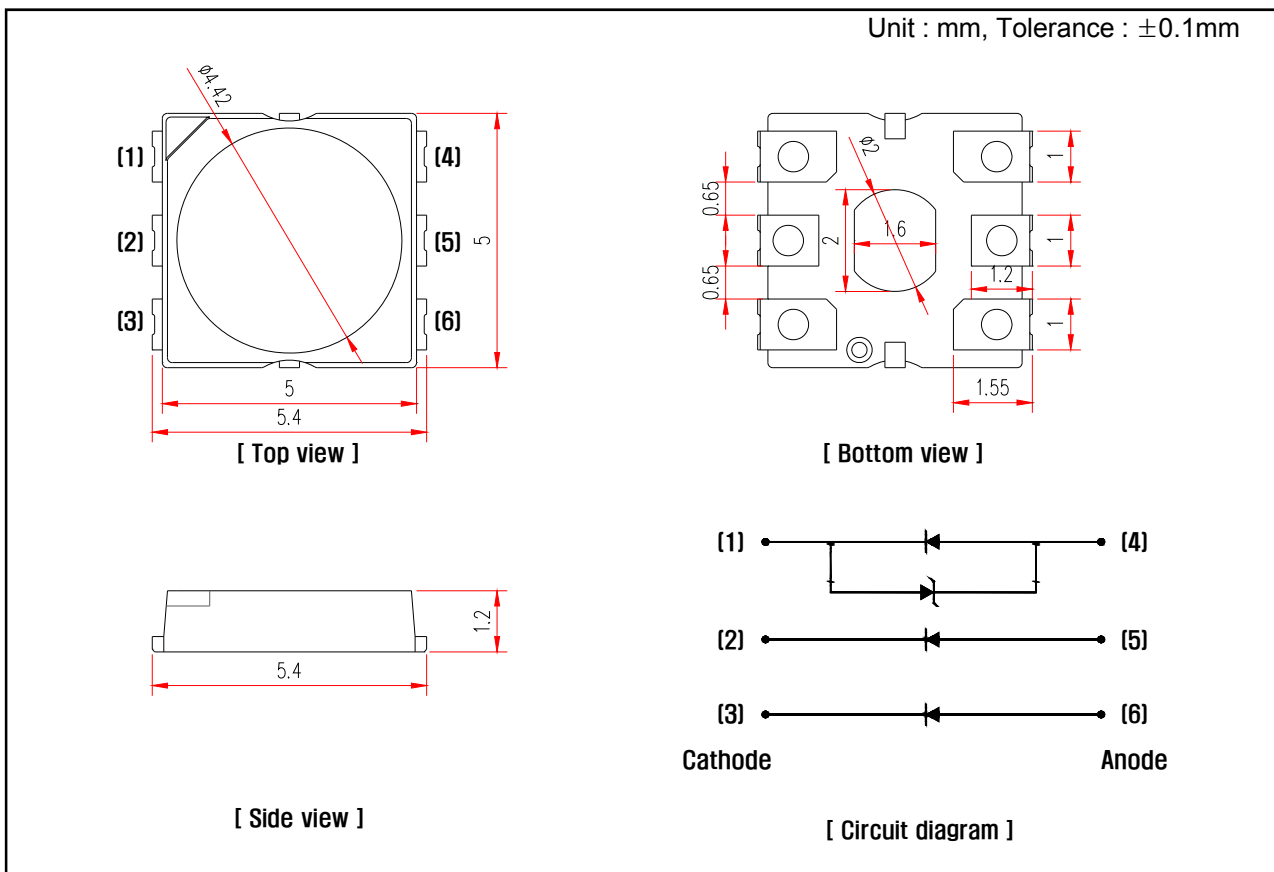 Unit : mm, Tolerance : ±0.1mm
ø4.42
(1)
(4)
(2)
(5)
(3)
(6)
5
5
5.4
[ Top view ]
ø2
0.65
0.65
2
1.6
1
1
1
1.2
1.55
[ Bottom view ]
1.2
5.4
[ Side view ]
(1)
(4)
(2)
(5)
(3)
(6)
Cathode
Anode
[ Circuit diagram ]